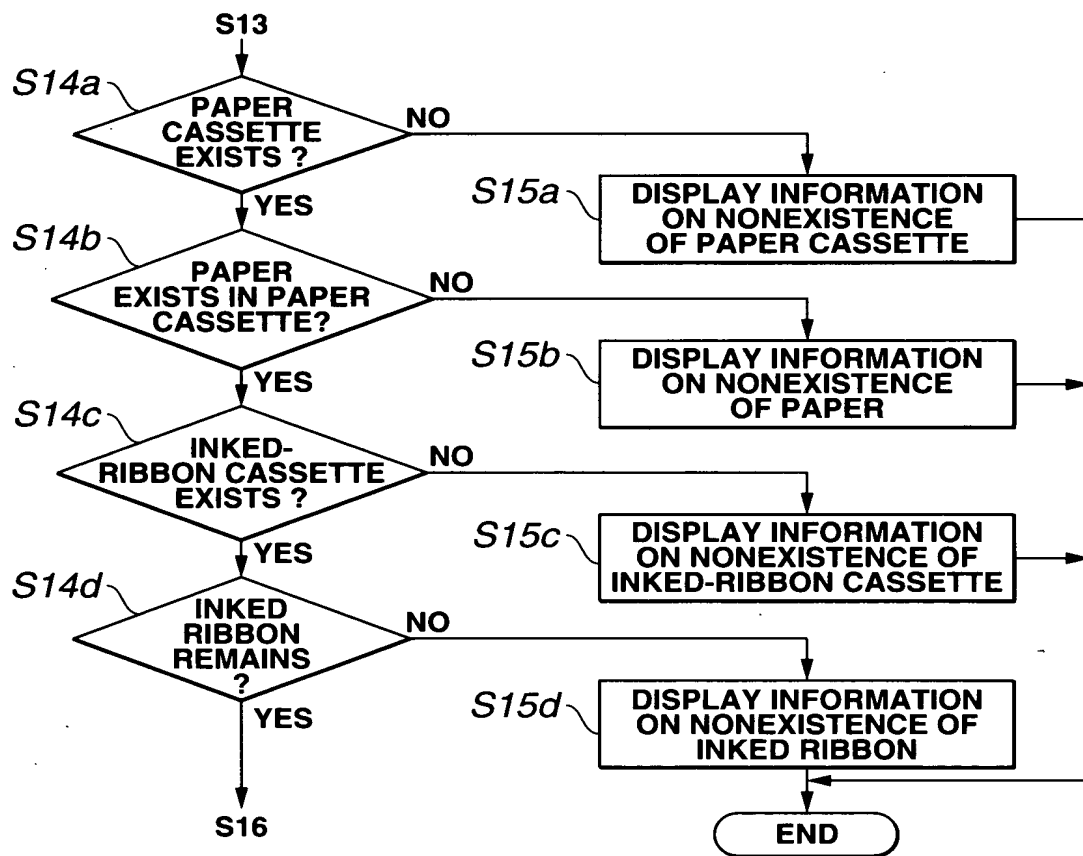 S13
S14a
PAPER
CASSETTE
EXISTS ?
NO
YES
S15a
DISPLAY INFORMATION
ON NONEXISTENCE
OF PAPER CASSETTE
S14b
PAPER
EXISTS IN PAPER
CASSETTE?
NO
YES
S15b
DISPLAY INFORMATION
ON NONEXISTENCE
OF PAPER
S14c
INKED-
RIBBON CASSETTE
EXISTS ?
NO
YES
S15c
DISPLAY INFORMATION
ON NONEXISTENCE OF
INKED-RIBBON CASSETTE
S14d
INKED
RIBBON
REMAINS
?
NO
YES
S15d
DISPLAY INFORMATION
ON NONEXISTENCE OF
INKED RIBBON
S16
END